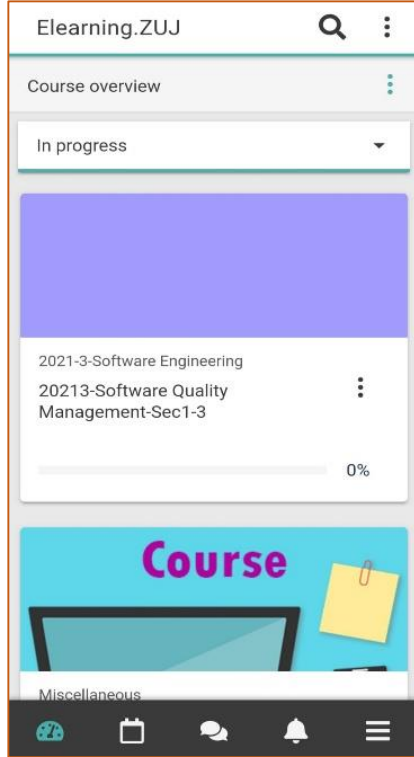 Elearning.ZUJ
Course overview
In progress
2021-3-Software Engineering
20213-Software Quality
Management-Sec1-3
0%
Course
Miscellaneous